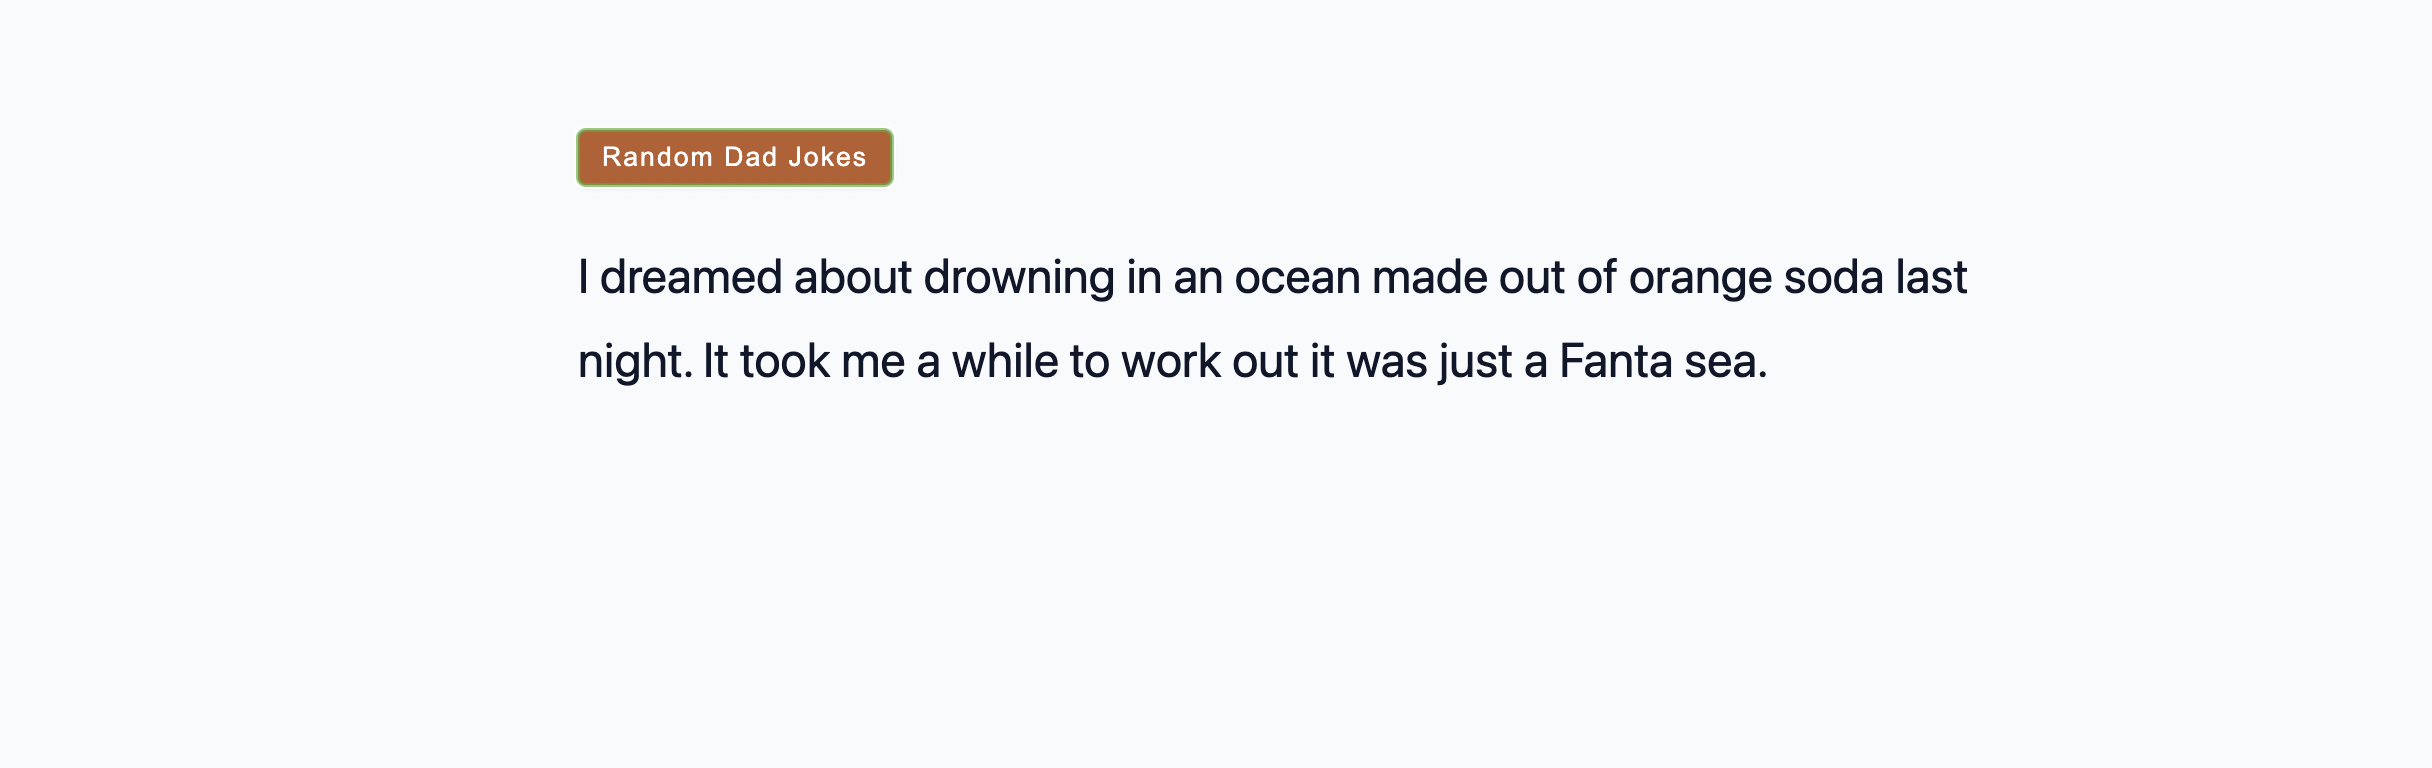 Random Dad Jokes
I dreamed about drowning in an ocean made out of orange soda last
night. It took me a while to work out it was just a Fanta sea.